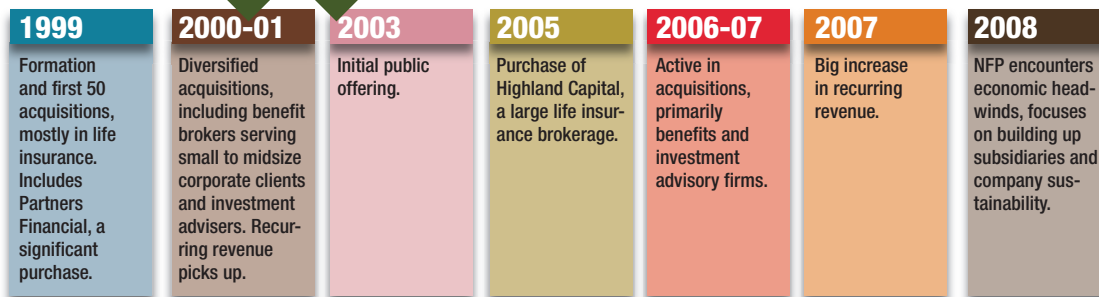 1999
Formation
and first 50
acquisitions,
mostly in life
insurance.
Includes
Partners
Financial, a
significant
purchase.
2000-01
Diversified
acquisitions,
including benefit
brokers serving
small to midsize
corporate clients
and investment
advisers. Recur-
ring revenue
picks up.
2003
Initial public
offering.
2005
Purchase of
Highland Capital,
a large life insur-
ance brokerage.
2006-07
Active in
acquisitions,
primarily
benefits and
investment
advisory firms.
2007
Big increase
in recurring
revenue.
2008
NFP encounters
economic head-
winds, focuses
on building up
subsidiaries and
company sus-
tainability.